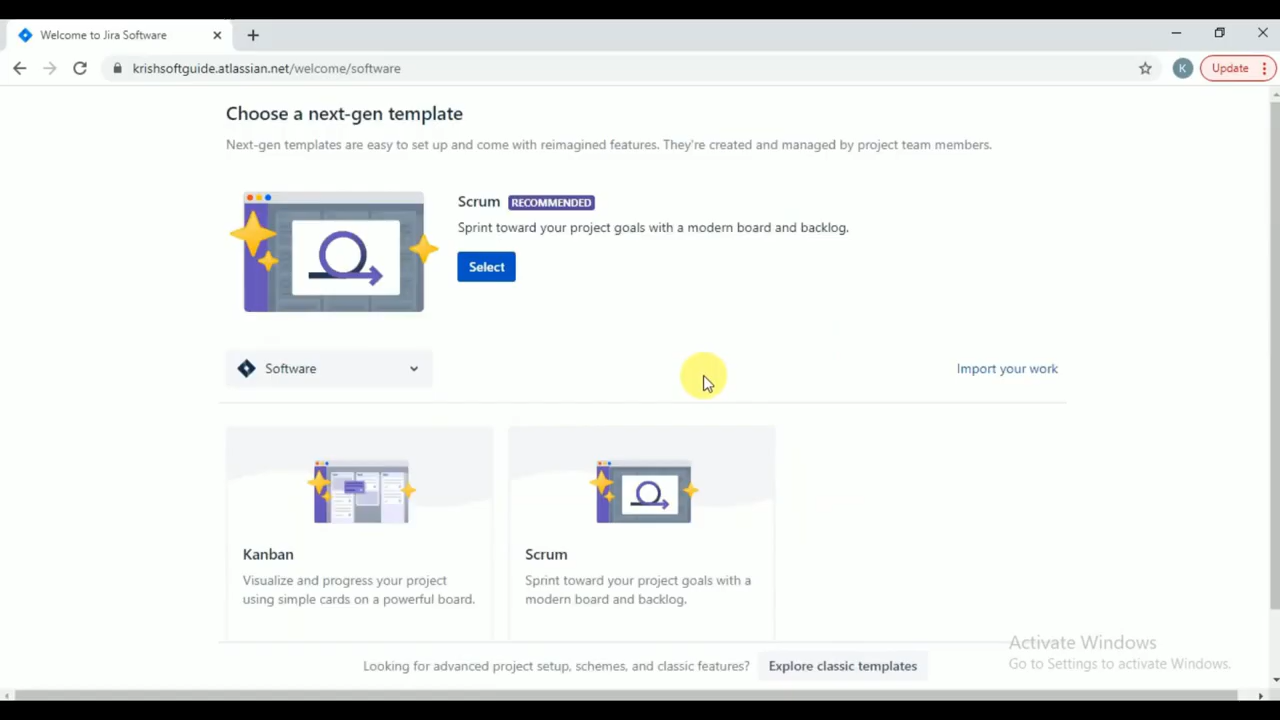 Welcome to Jira Software
krishsoftguide.atlassian.net/welcome/software
K
Update
Choose a next-gen template
Next-gen templates are easy to set up and come with reimagined features. They're created and managed by project team members.
Scrum RECOMMENDED
Sprint toward your project goals with a modern board and backlog.
Select
Software
Import your work
Kanban
Visualize and progress your project
using simple cards on a powerful board.
Scrum
Sprint toward your project goals with a
modern board and backlog.
Looking for advanced project setup, schemes, and classic features? Explore classic templates
Activate Windows
Go to Settings to activate Windows.